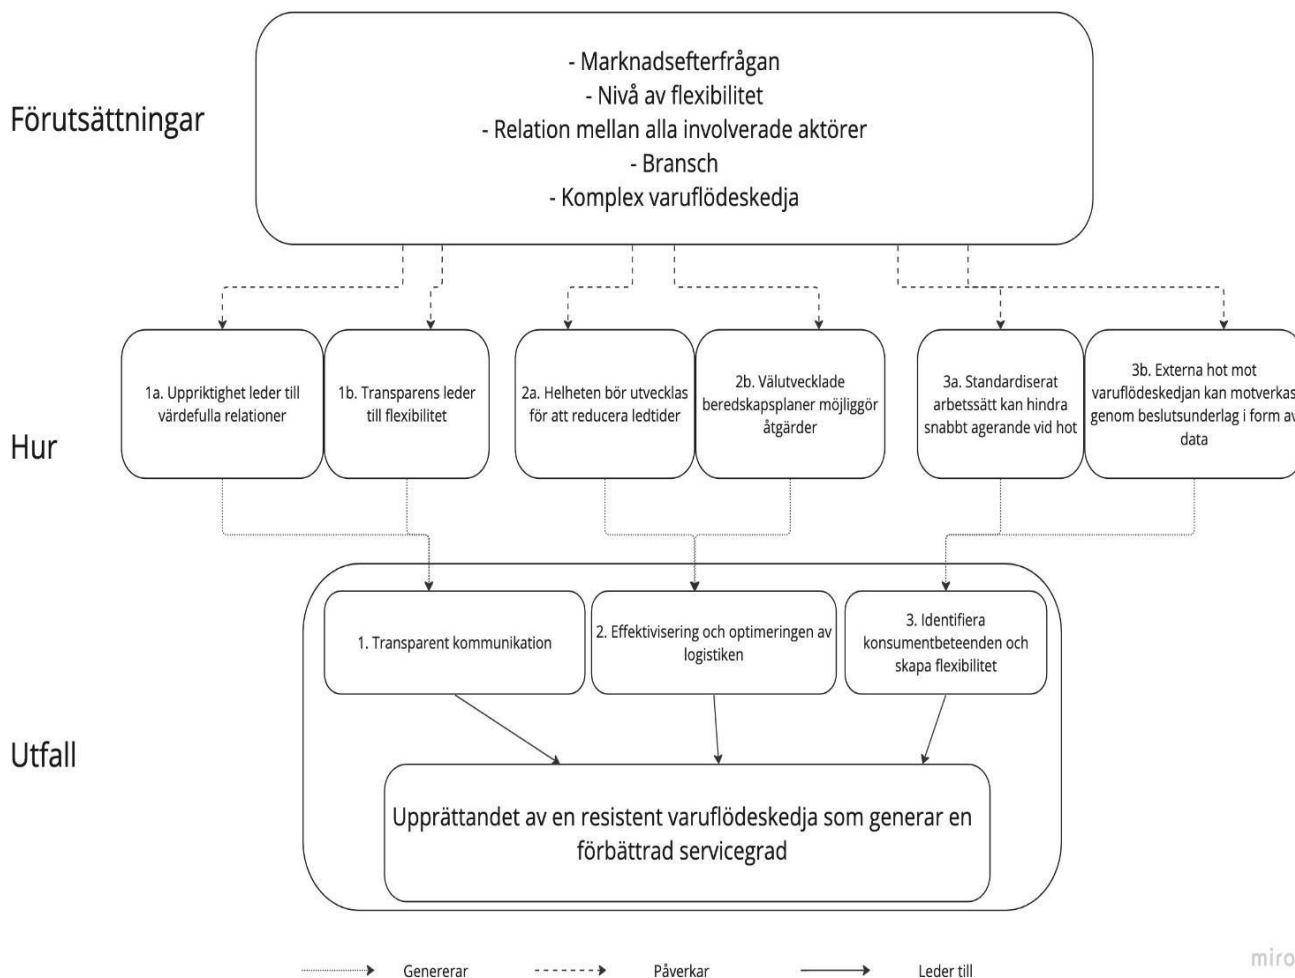 Förutsättningar
- Marknadsefterfrågan
- Nivå av flexibilitet
- Relation mellan alla involverade aktörer
- Bransch
- Komplex varuflödeskedja
Hur
1a. Uppriktighet leder till
värdefulla relationer
1b. Transparens leder
till flexibilitet
2a. Helheten bör utvecklas
för att reducera ledtider
2b. Välutvecklade
beredskapsplaner möjliggör
åtgärder
3a. Standardiserat
arbetssätt kan hindra
snabbt agerande vid hot
3b. Externa hot mot
varuflödeskedjan kan motverkas
genom beslutsunderlag i form av
data
Utfall
1. Transparent kommunikation
2. Effektivisering och optimeringen av
logistiken
3. Identifiera
konsumentbeteenden och
skapa flexibilitet
Upprättandet av en resistent varuflödeskedja som generar en
förbättrad servicegrad
Genererar
Påverkar
Leder till
miro